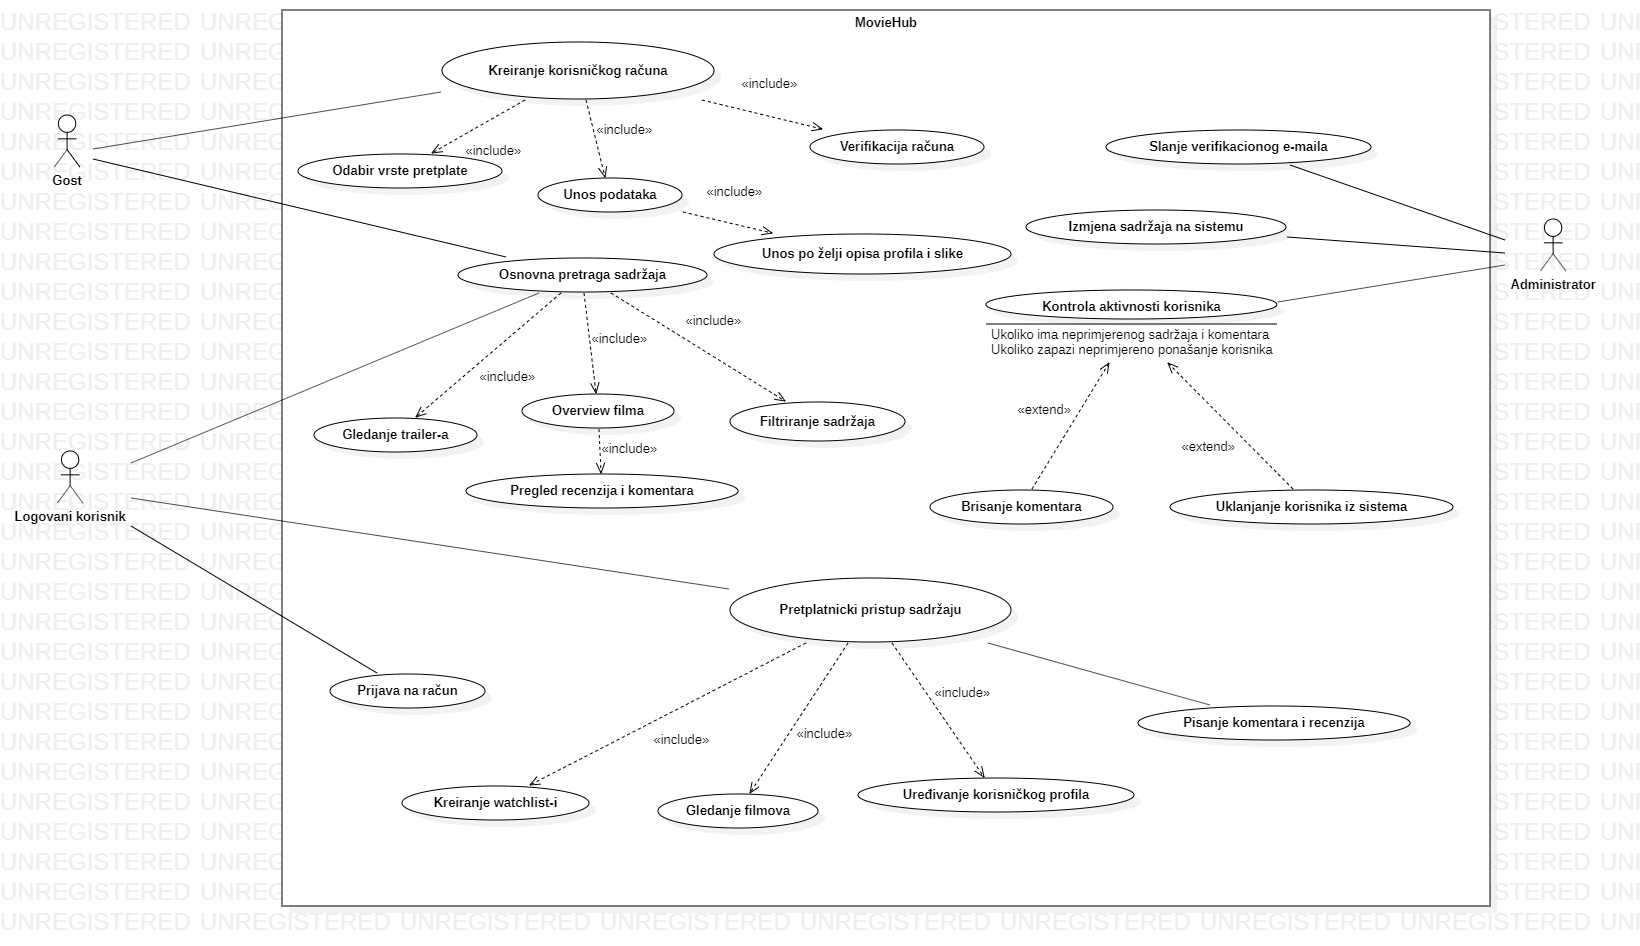 MovieHub
Kreiranje korisničkog računa
«include»
«include»
«include»
Odabir vrste pretplate
Unos podataka
Verifikacija računa
«include»
Unos po želji opisa profila i slike
Gost
Osnovna pretraga sadržaja
«include»
«include»
«include»
Gledanje trailer-a
Overview filma
Filtriranje sadržaja
«include»
Pregled recenzija i komentara
Slanje verifikacionog e-maila
Izmjena sadržaja na sistemu
Administrator
Kontrola aktivnosti korisnika
Ukoliko ima neprimjerenog sadržaja i komentara
Ukoliko zapazi neprimjereno ponašanje korisnika
«extend»
«extend»
Brisanje komentara
Uklanjanje korisnika iz sistema
Logovani korisnik
Pretplatnicki pristup sadržaju
Prijava na račun
«include»
«include»
«include»
Pisanje komentara i recenzija
Kreiranje watchlist-i
Gledanje filmova
Uređivanje korisničkog profila
UNREGISTERED